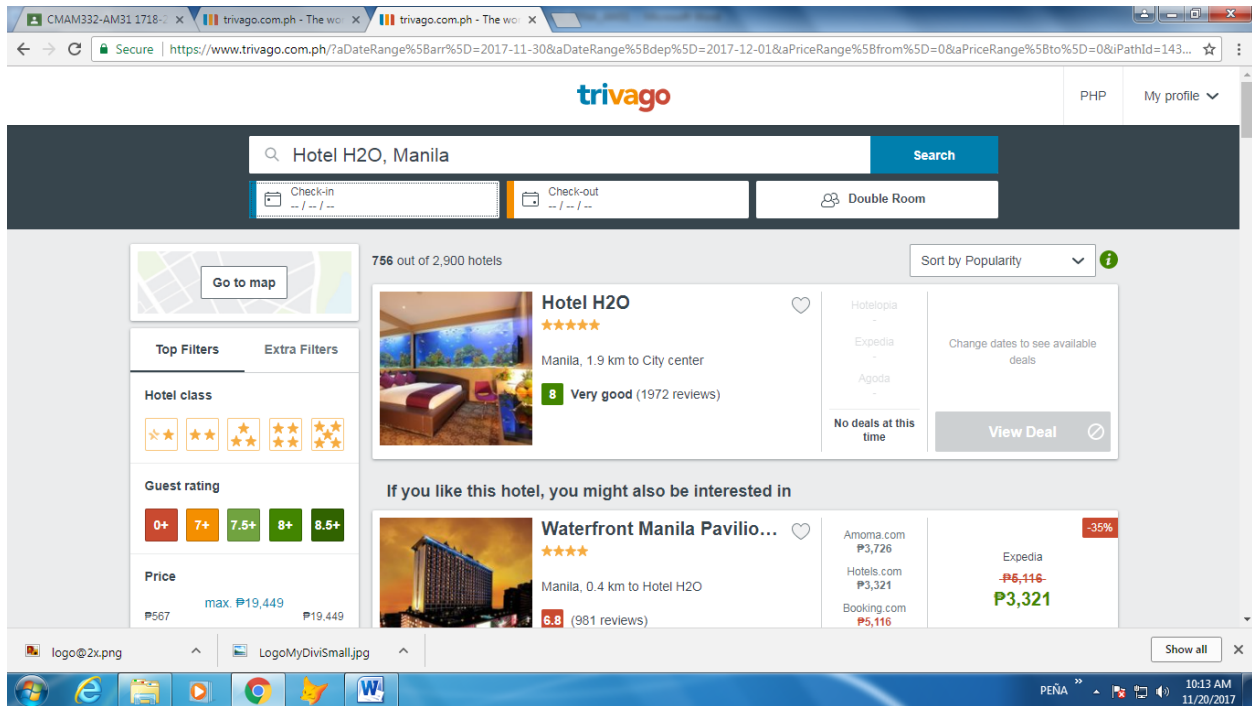 CMAM332-AM31 1718-2
trivago.com.ph - The wo
trivago.com.ph - The wo
Secure | https://www.trivago.com.ph/?aDateRange%5Barr%5D=2017-11-30&aDateRange%5Bdep%5D=2017-12-01&aPriceRange%5Bfrom%5D=0&aPriceRange%5Bto%5D=0&iPathId=143...
trivago
PHP
My profile
Hotel H2O, Manila
Search
Check-in
-- / -- / --
Check-out
-- / -- / --
Double Room
Go to map
756 out of 2,900 hotels
Sort by Popularity
i
Top Filters
Extra Filters
Hotel class
Guest rating
0+
7+
7.5+
8+
8.5+
Price
max. ₱19,449
₱567
₱19,449
Hotel H2O
Manila, 1.9 km to City center
8 Very good (1972 reviews)
Hotelopia
-
Expedia
-
Agoda
-
No deals at this
time
Change dates to see available
deals
View Deal
If you like this hotel, you might also be interested in
Waterfront Manila Pavilio...
Manila, 0.4 km to Hotel H2O
6.8 (981 reviews)
Amoma.com
₱3,726
Hotels.com
₱3,321
Booking.com
₱5,116
-35%
Expedia
₱5,116
₱3,321
logo@2x.png
LogoMyDiviSmall.jpg
Show all
PEÑA
10:13 AM
11/20/2017